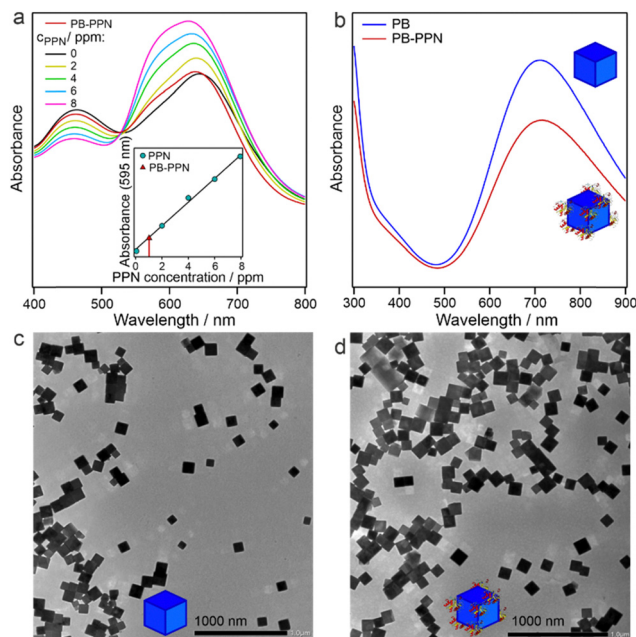 a
PB-PPN
cPPN/ ppm:
0
2
4
6
8
Absorbance
Absorbance (595 nm)
PPN
PB-PPN
0 2 4 6 8
PPN concentration / ppm
400 500 600 700 800
Wavelength / nm
b
PB
PB-PPN
Absorbance
300 400 500 600 700 800 900
Wavelength / nm
c
1000 nm
d
1000 nm